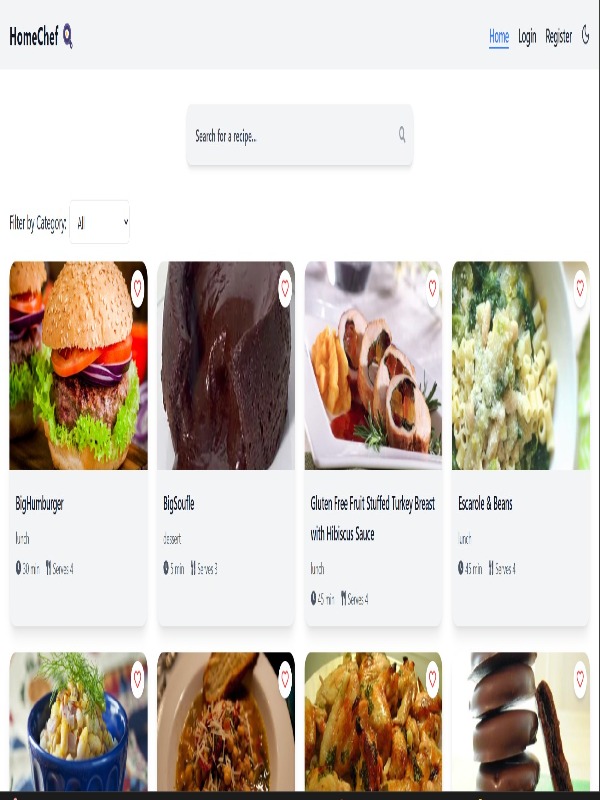 HomeChef
Home Login Register
Search for a recipe...
Filter by Category: All
BigHumburger
lunch
30 min Serves 4
BigSoufle
dessert
5 min Serves 3
Gluten Free Fruit Stuffed Turkey Breast
with Hibiscus Sauce
lunch
45 min Serves 4
Escarole & Beans
lunch
45 min Serves 4